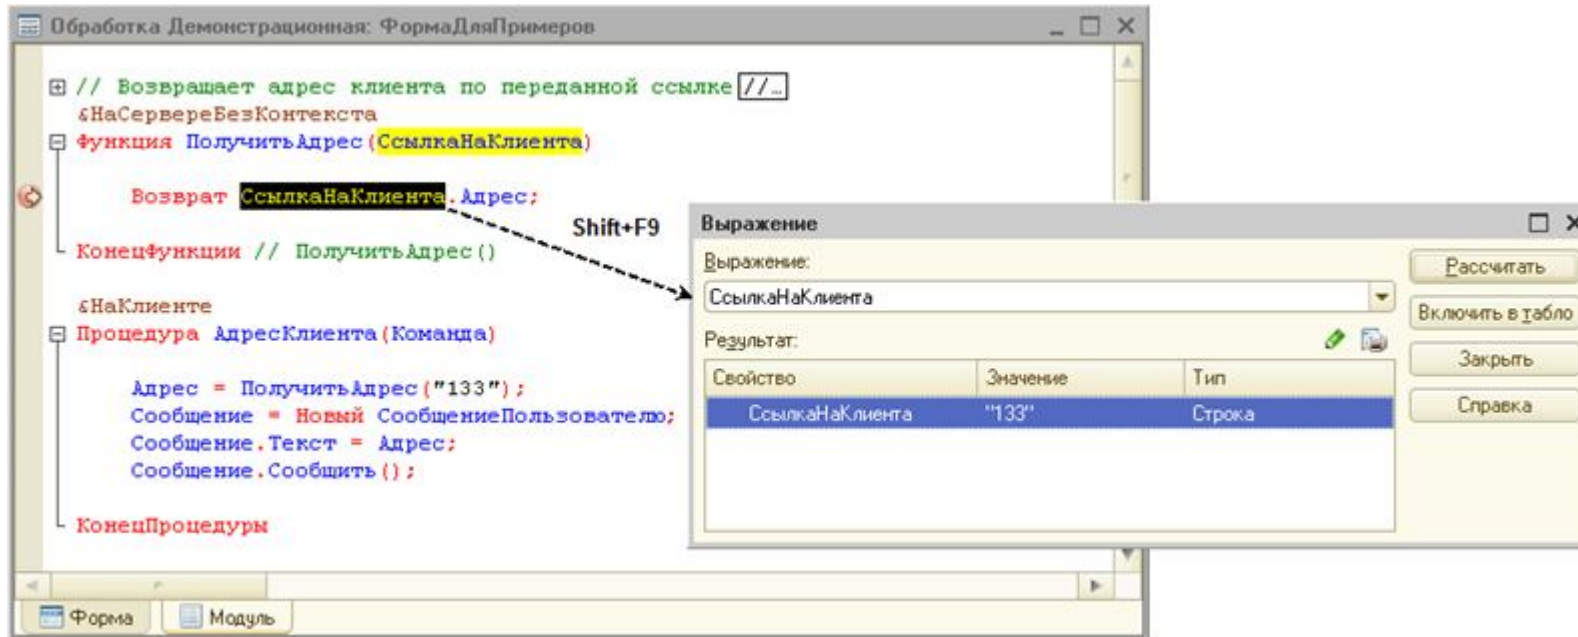 Обработка Демонстрационная: ФормаДляПримеров
// Возвращает адрес клиента по переданной ссылке //…
&НаСервереБезКонтекста
Функция ПолучитьАдрес(СсылкаНаКлиента)
Возврат СсылкаНаКлиента.Адрес;
КонецФункции // ПолучитьАдрес()
&НаКлиенте
Процедура АдресКлиента(Команда)
Адрес = ПолучитьАдрес("133");
Сообщение = Новый СообщениеПользователю;
Сообщение.Текст = Адрес;
Сообщение.Сообщить();
КонецПроцедуры
Форма
Модуль
Shift+F9
Выражение
Выражение:
СсылкаНаКлиента
Результат:
Свойство Значение Тип
СсылкаНаКлиента "133" Строка
Рассчитать
Включить в табло
Закрыть
Справка